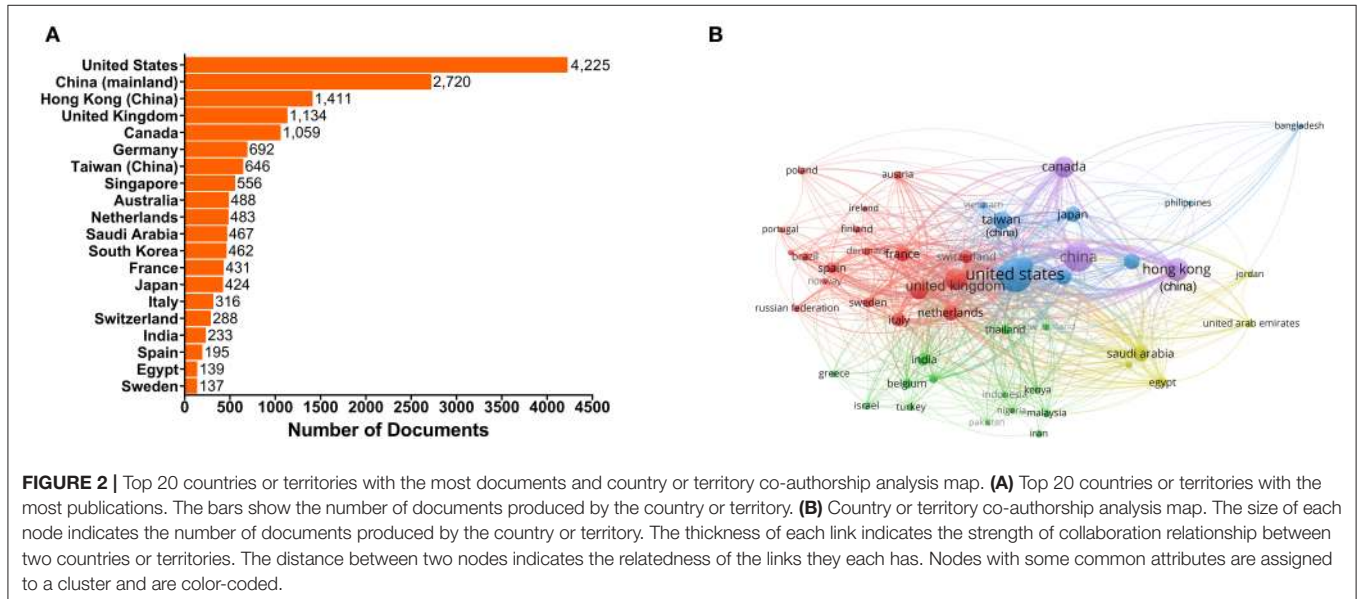 A
United States 4,225
China (mainland) 2,720
Hong Kong (China) 1,411
United Kingdom 1,134
Canada 1,059
Germany 692
Taiwan (China) 646
Singapore 556
Australia 488
Netherlands 483
Saudi Arabia 467
South Korea 462
France 431
Japan 424
Italy 316
Switzerland 288
India 233
Spain 195
Egypt 139
Sweden 137
0 500 1000 1500 2000 2500 3000 3500 4000 4500
Number of Documents
B
bangladesh
canada
poland
austria
philippines
ireland
vietnam
taiwan
(china)
japan
portugal
finland
denmark
france
brazil
switzerland
china
spain
united states
hong kong
(china)
jordan
norway
united kingdom
russian federation
sweden
italy
netherlands
thailand
united arab emirates
saudi arabia
india
greece
belgium
egypt
indonesia
kenya
israel
turkey
nigeria
malaysia
pakistan
iran
FIGURE 2 | Top 20 countries or territories with the most documents and country or territory co-authorship analysis map. (A) Top 20 countries or territories with the
most publications. The bars show the number of documents produced by the country or territory. (B) Country or territory co-authorship analysis map. The size of each
node indicates the number of documents produced by the country or territory. The thickness of each link indicates the strength of collaboration relationship between
two countries or territories. The distance between two nodes indicates the relatedness of the links they each has. Nodes with some common attributes are assigned
to a cluster and are color-coded.